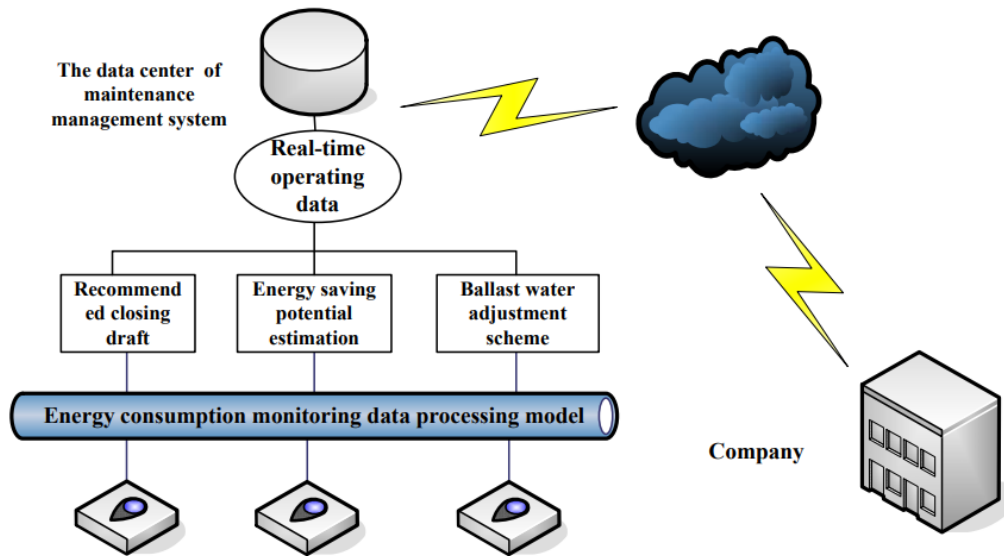 The data center of
maintenance
management system
Real-time
operating
data
Recommend
ed closing
draft
Energy saving
potential
estimation
Ballast water
adjustment
scheme
Energy consumption monitoring data processing model
Company